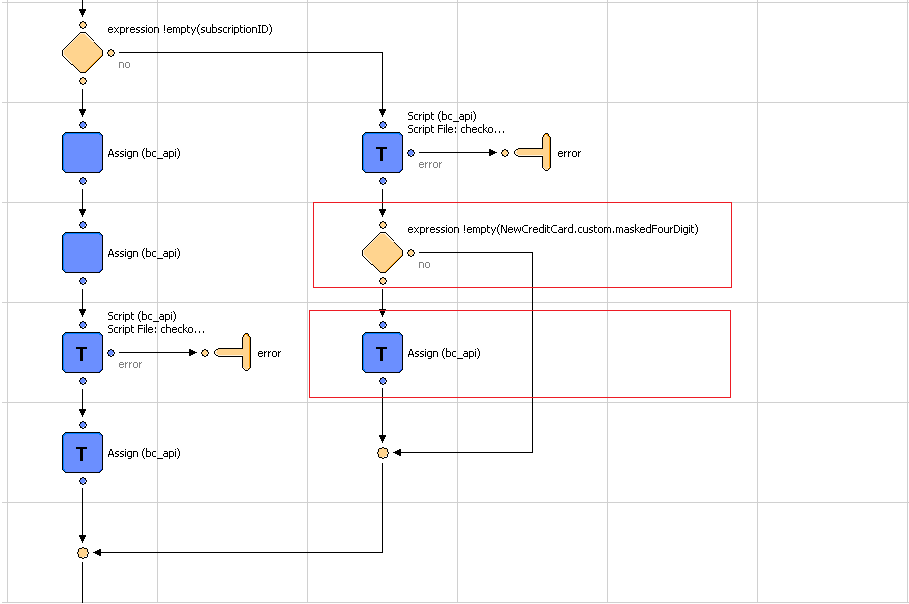 expression !empty(subscriptionID)
no
Script (bc_api)
Script File: checko...
T
error
error
Assign (bc_api)
expression !empty(NewCreditCard.custom.maskedFourDigit)
no
Assign (bc_api)
Script (bc_api)
Script File: checko...
T
error
error
T
Assign (bc_api)
T
Assign (bc_api)